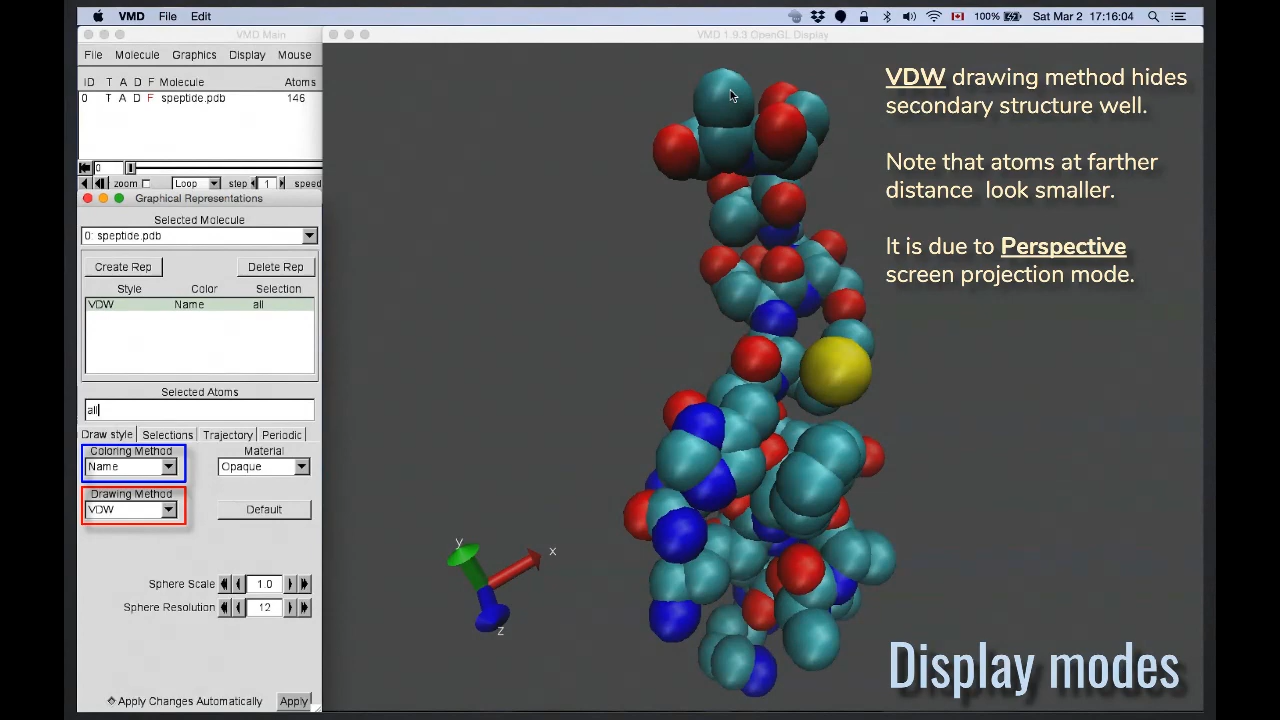 VMD File Edit 100% Sat Mar 2 17:16:04
VMD Main
VMD 1.9.3 OpenGL Display
File Molecule Graphics Display Mouse
ID T A D F Molecule Atoms
0 T A D F speptide.pdb 146
0
zoom Loop step 1 speed
Graphical Representations
Selected Molecule
0: speptide.pdb
Create Rep Delete Rep
Style Color Selection
VDW Name all
Selected Atoms
all
Draw style Selections Trajectory Periodic
Coloring Method Material
Name Opaque
Drawing Method
VDW Default
Sphere Scale 1.0
Sphere Resolution 12
Apply Changes Automatically Apply
y
x
z
VDW drawing method hides
secondary structure well.
Note that atoms at farther
distance look smaller.
It is due to Perspective
screen projection mode.
Display modes